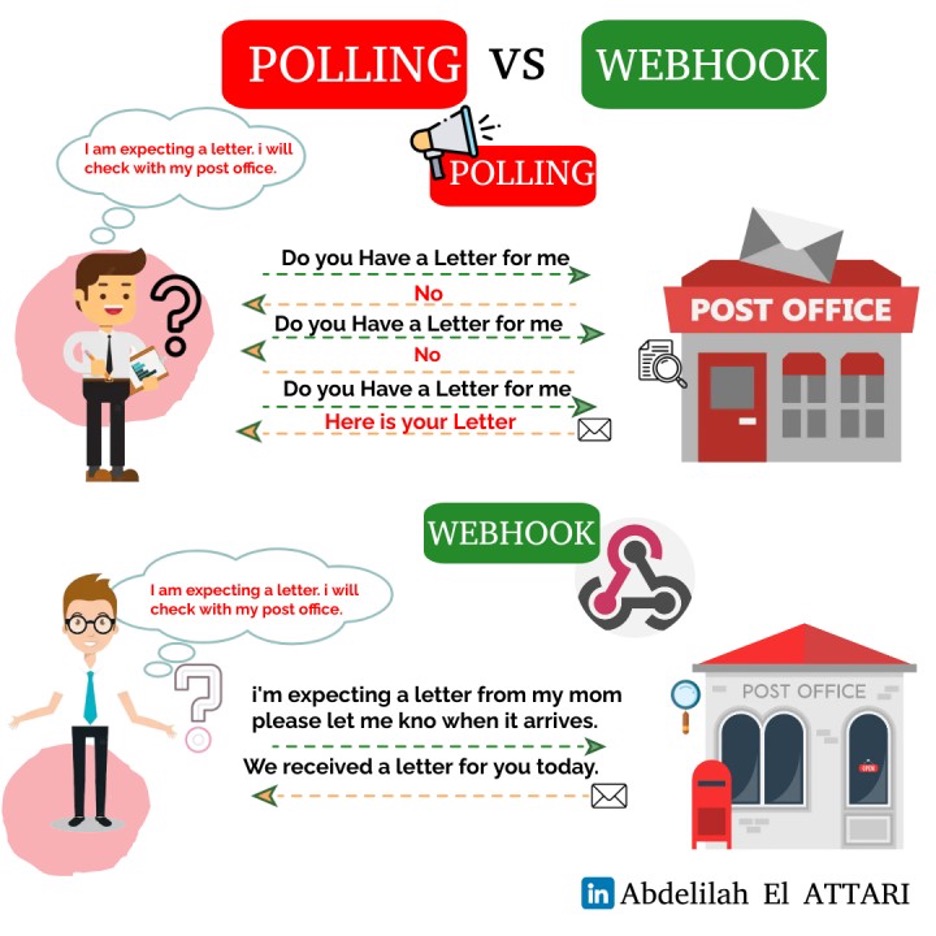 POLLING VS WEBHOOK
I am expecting a letter. i will
check with my post office.
POLLING
Do you Have a Letter for me
No
Do you Have a Letter for me
No
Do you Have a Letter for me
Here is your Letter
POST OFFICE
WEBHOOK
I am expecting a letter. i will
check with my post office.
i'm expecting a letter from my mom
please let me kno when it arrives.
We received a letter for you today.
POST OFFICE
OPEN
in Abdelilah El ATTARI